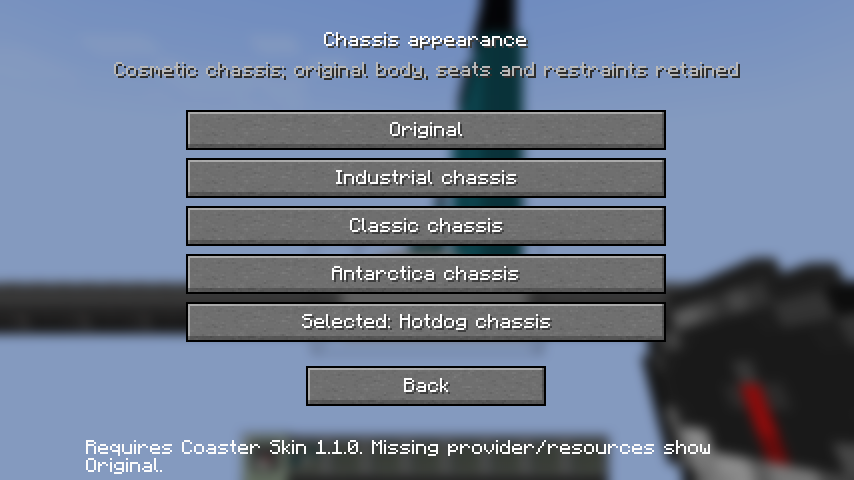 Chassis appearance
Cosmetic chassis; original body, seats and restraints retained
Original
Industrial chassis
Classic chassis
Antarctica chassis
Selected: Hotdog chassis
Back
Requires Coaster Skin 1.1.0. Missing provider/resources show
Original.